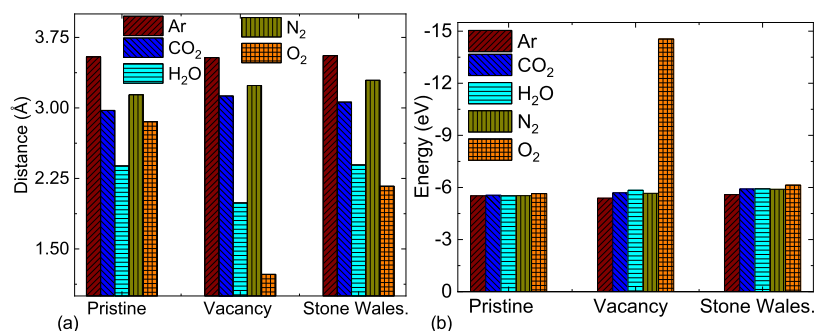 3.75
3.00
2.25
1.50
Distance (Å)
Ar
CO₂
H₂O
N₂
O₂
Pristine Vacancy Stone Wales.
(a)
-15
-12
-9
-6
-3
0
Energy (eV)
Ar
CO₂
H₂O
N₂
O₂
Pristine Vacancy Stone Wales.
(b)